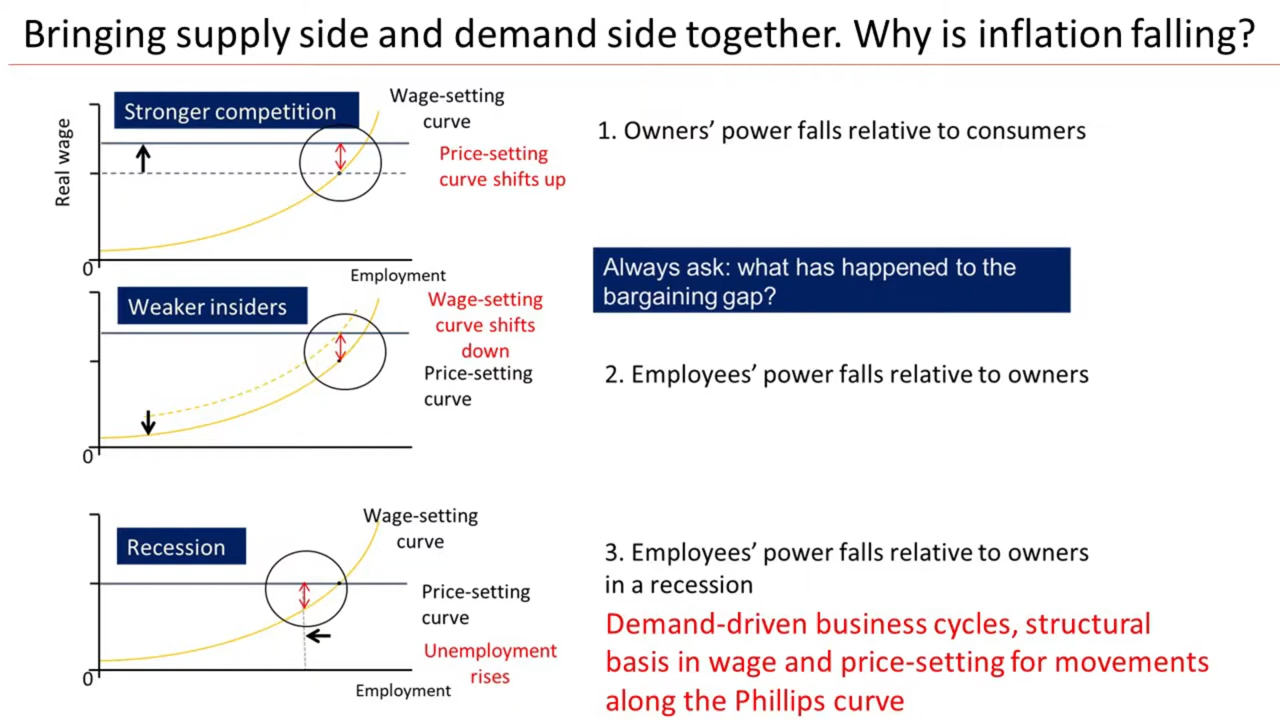 Bringing supply side and demand side together. Why is inflation falling?
Stronger competition
Wage-setting
curve
Real wage
Price-setting
curve shifts up
1. Owners’ power falls relative to consumers
0
Employment
Always ask: what has happened to the
bargaining gap?
Weaker insiders
Wage-setting
curve shifts
down
Price-setting
curve
2. Employees’ power falls relative to owners
0
Recession
Wage-setting
curve
Price-setting
curve
Unemployment
rises
0
Employment
3. Employees’ power falls relative to owners
in a recession
Demand-driven business cycles, structural
basis in wage and price-setting for movements
along the Phillips curve